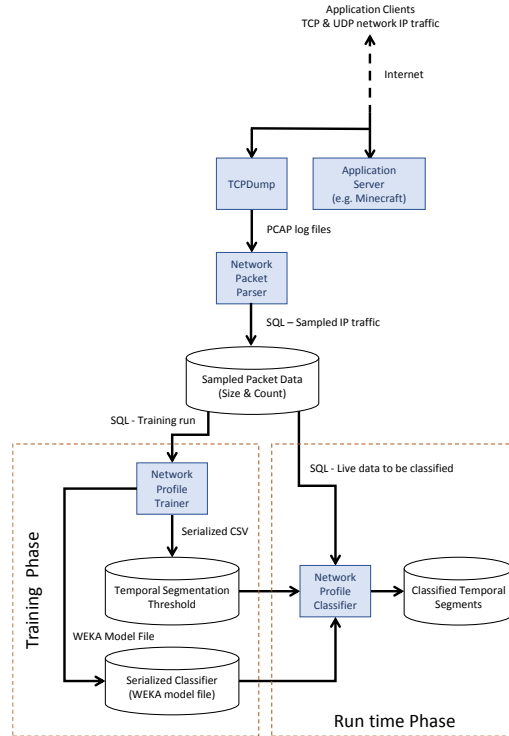 Application Clients
TCP & UDP network IP traffic
Internet
TCPDump
Application
Server
(e.g. Minecraft)
PCAP log files
Network
Packet
Parser
SQL – Sampled IP traffic
Sampled Packet Data
(Size & Count)
SQL - Training run
SQL - Live data to be classified
Network
Profile
Trainer
Serialized CSV
Temporal Segmentation
Threshold
Network
Profile
Classifier
Classified Temporal
Segments
Training Phase
WEKA Model File
Serialized Classifier
(WEKA model file)
Run time Phase